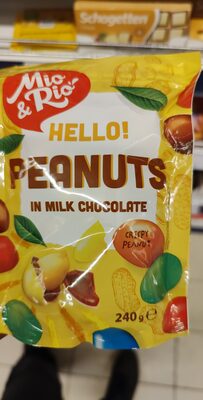 Schogetten
Mio
& Rio
HELLO!
PEANUTS
IN MILK CHOCOLATE
CRISPY
PEANUT
240g e